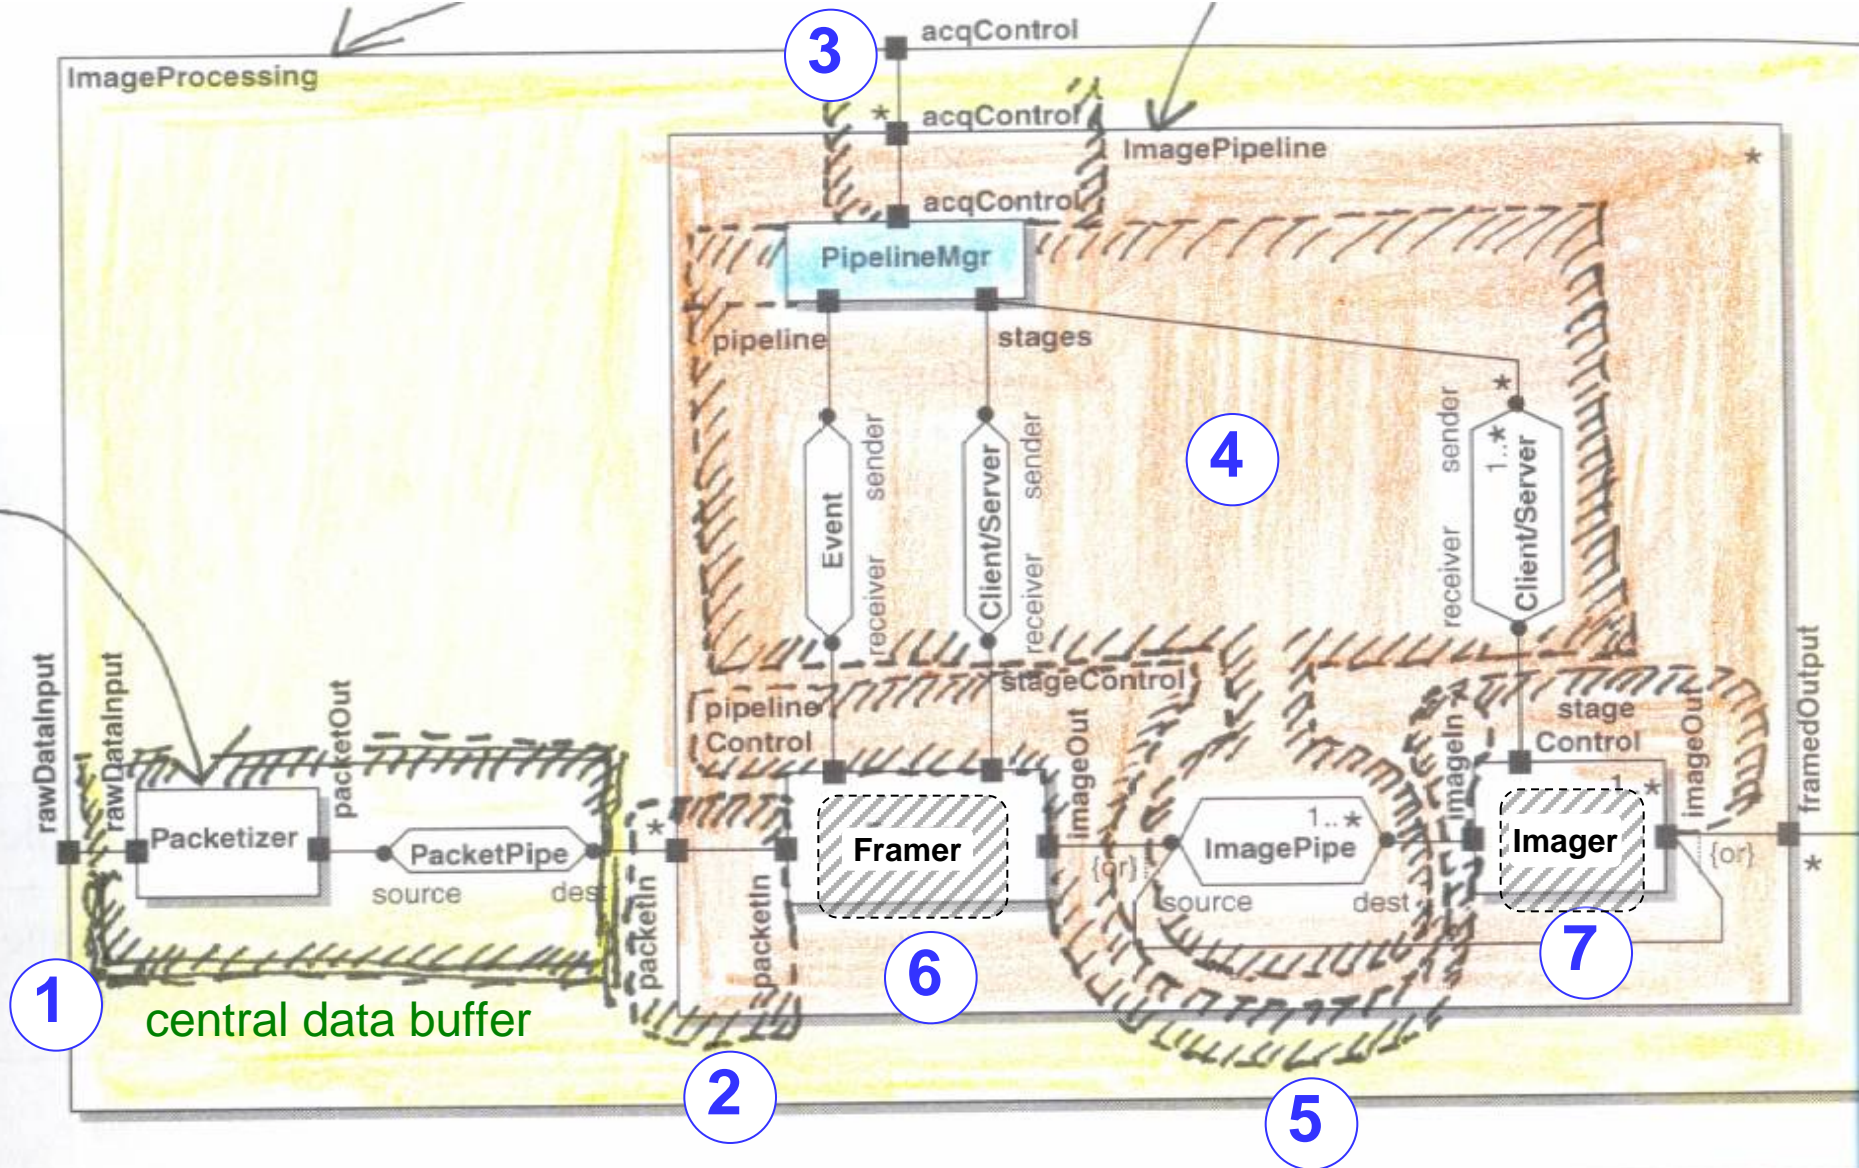 3
acqControl
ImageProcessing
*
acqControl
ImagePipeline
*
acqControl
PipelineMgr
pipeline
stages
*
sender
sender
sender
1..*
4
Event
Client/Server
Client/Server
receiver
receiver
receiver
stageControl
pipeline
Control
stage
Control
rawDataInput
rawDataInput
packetOut
imageOut
imageIn
imageOut
framedOutput
1..*
*
1..*
Packetizer
PacketPipe
Framer
ImagePipe
Imager
{or}
{or}
*
source
dest
source
dest
packetIn
packetIn
1
central data buffer
6
7
2
5